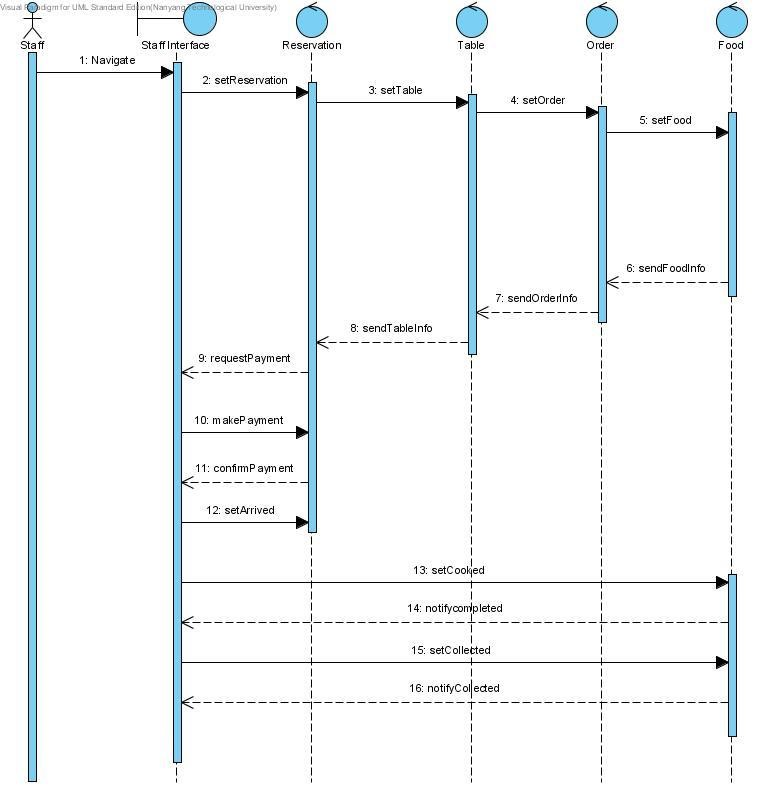 Visual Paradigm for UML Standard Edition(Nanyang Technological University)
Staff
StaffInterface
Reservation
Table
Order
Food
1: Navigate
2: setReservation
3: setTable
4: setOrder
5: setFood
6: sendFoodInfo
7: sendOrderInfo
8: sendTableInfo
9: requestPayment
10: makePayment
11: confirmPayment
12: setArrived
13: setCooked
14: notifycompleted
15: setCollected
16: notifyCollected